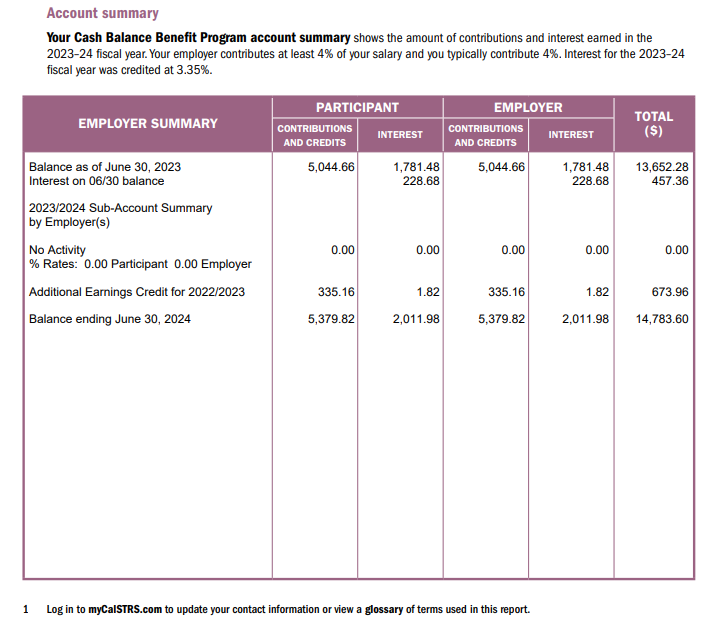 Account summary
Your Cash Balance Benefit Program account summary shows the amount of contributions and interest earned in the
2023–24 fiscal year. Your employer contributes at least 4% of your salary and you typically contribute 4%. Interest for the 2023–24
fiscal year was credited at 3.35%.
EMPLOYER SUMMARY PARTICIPANT EMPLOYER TOTAL ($)
CONTRIBUTIONS AND CREDITS INTEREST CONTRIBUTIONS AND CREDITS INTEREST
Balance as of June 30, 2023 5,044.66 1,781.48 5,044.66 1,781.48 13,652.28
Interest on 06/30 balance 228.68 228.68 457.36
2023/2024 Sub-Account Summary
by Employer(s)
No Activity 0.00 0.00 0.00 0.00 0.00
% Rates: 0.00 Participant 0.00 Employer
Additional Earnings Credit for 2022/2023 335.16 1.82 335.16 1.82 673.96
Balance ending June 30, 2024 5,379.82 2,011.98 5,379.82 2,011.98 14,783.60
1 Log in to myCalSTRS.com to update your contact information or view a glossary of terms used in this report.